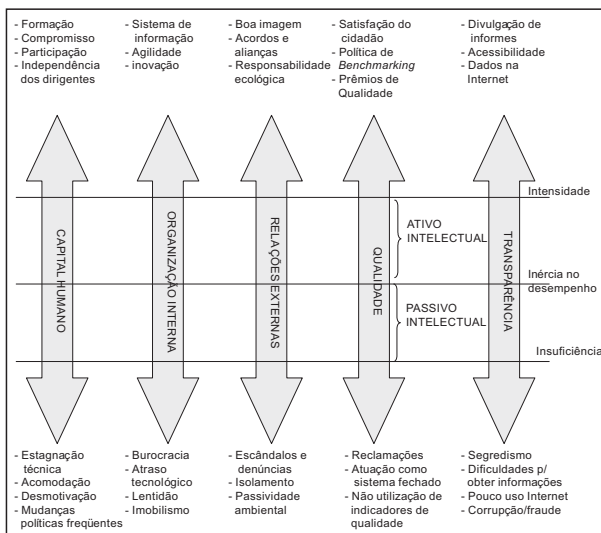 - Formação
- Compromisso
- Participação
- Independência
dos dirigentes
- Sistema de
informação
- Agilidade
- inovação
- Boa imagem
- Acordos e
alianças
- Responsabilidade
ecológica
- Satisfação do
cidadão
- Política de
Benchmarking
- Prêmios de
Qualidade
- Divulgação de
informes
- Acessibilidade
- Dados na
Internet
Intensidade
CAPITAL HUMANO
ORGANIZAÇÃO INTERNA
RELAÇÕES EXTERNAS
QUALIDADE
ATIVO
INTELECTUAL
TRANSPARÊNCIA
Inércia no
desempenho
PASSIVO
INTELECTUAL
Insuficiência
- Estagnação
técnica
- Acomodação
- Desmotivação
- Mudanças
políticas freqüentes
- Burocracia
- Atraso
tecnológico
- Lentidão
- Imobilismo
- Escândalos e
denúncias
- Isolamento
- Passividade
ambiental
- Reclamações
- Atuação como
sistema fechado
- Não utilização de
indicadores de
qualidade
- Segredismo
- Dificuldades p/
obter informações
- Pouco uso Internet
- Corrupção/fraude